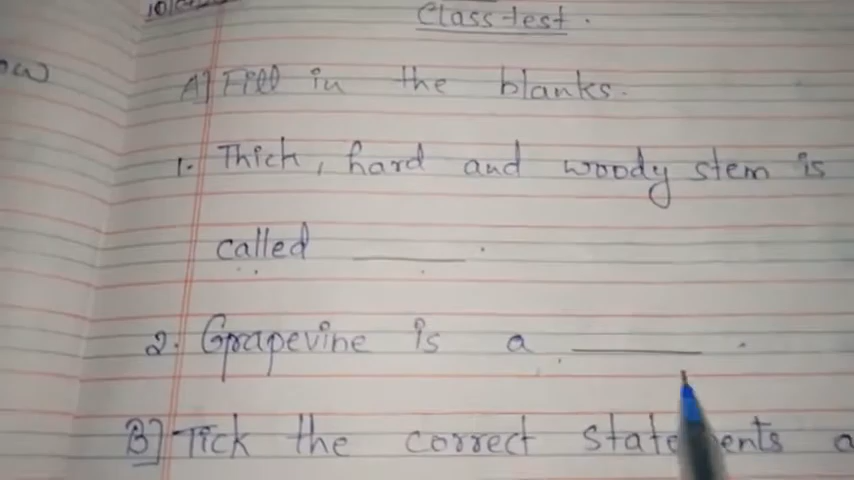 Class-test.
A] Fill in the blanks.
1. Thick, hard and woody stem is
called ______.
2. Grapevine is a ______.
B] Tick the correct statements